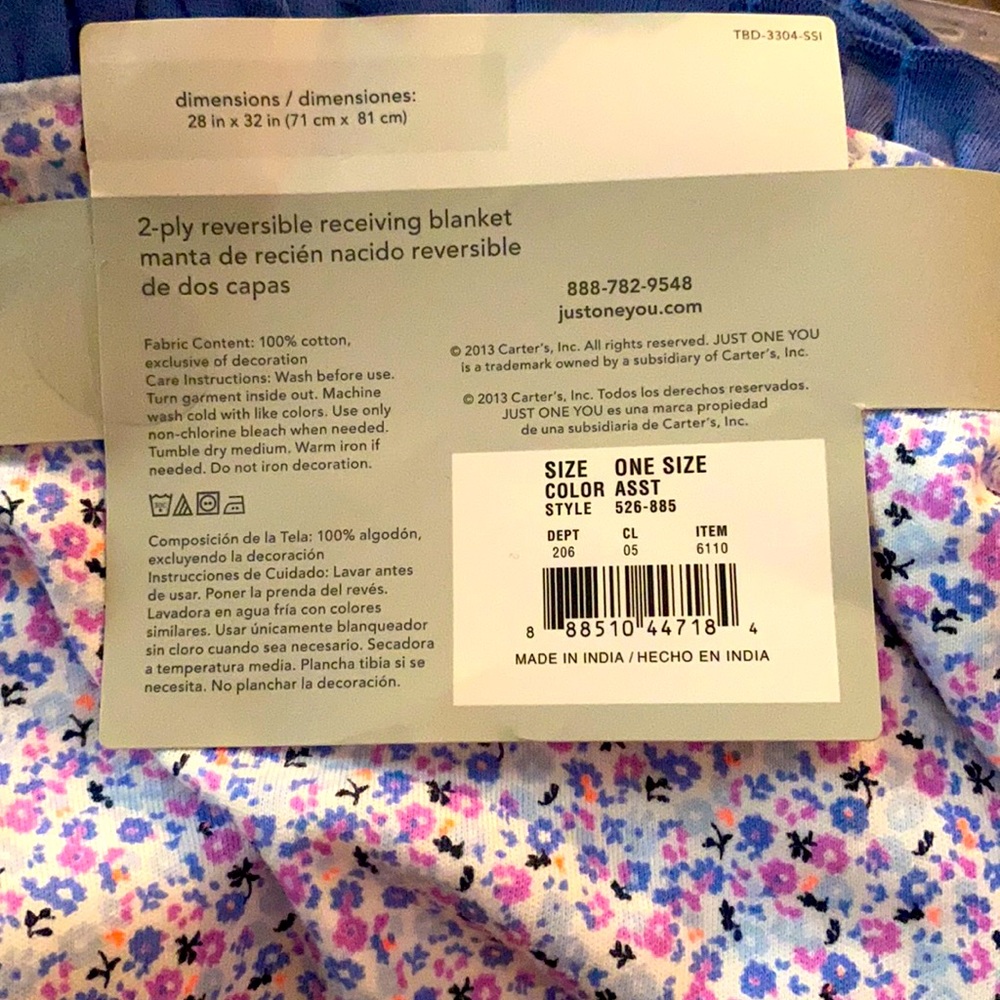 TBD-3304-SSI
dimensions / dimensiones:
28 in x 32 in (71 cm x 81 cm)
2-ply reversible receiving blanket
manta de recién nacido reversible
de dos capas
888-782-9548
justoneyou.com
Fabric Content: 100% cotton,
exclusive of decoration
Care Instructions: Wash before use.
Turn garment inside out. Machine
wash cold with like colors. Use only
non-chlorine bleach when needed.
Tumble dry medium. Warm iron if
needed. Do not iron decoration.
© 2013 Carter's, Inc. All rights reserved. JUST ONE YOU
is a trademark owned by a subsidiary of Carter's, Inc.
© 2013 Carter's, Inc. Todos los derechos reservados.
JUST ONE YOU es una marca propiedad
de una subsidiaria de Carter's, Inc.
Composición de la Tela: 100% algodón,
excluyendo la decoración
Instrucciones de Cuidado: Lavar antes
de usar. Poner la prenda del revés.
Lavadora en agua fría con colores
similares. Usar únicamente blanqueador
sin cloro cuando sea necesario. Secadora
a temperatura media. Plancha tibia si se
necesita. No planchar la decoración.
SIZE ONE SIZE
COLOR ASST
STYLE 526-885
DEPT CL ITEM
206 05 6110
8 88510 44718 4
MADE IN INDIA / HECHO EN INDIA